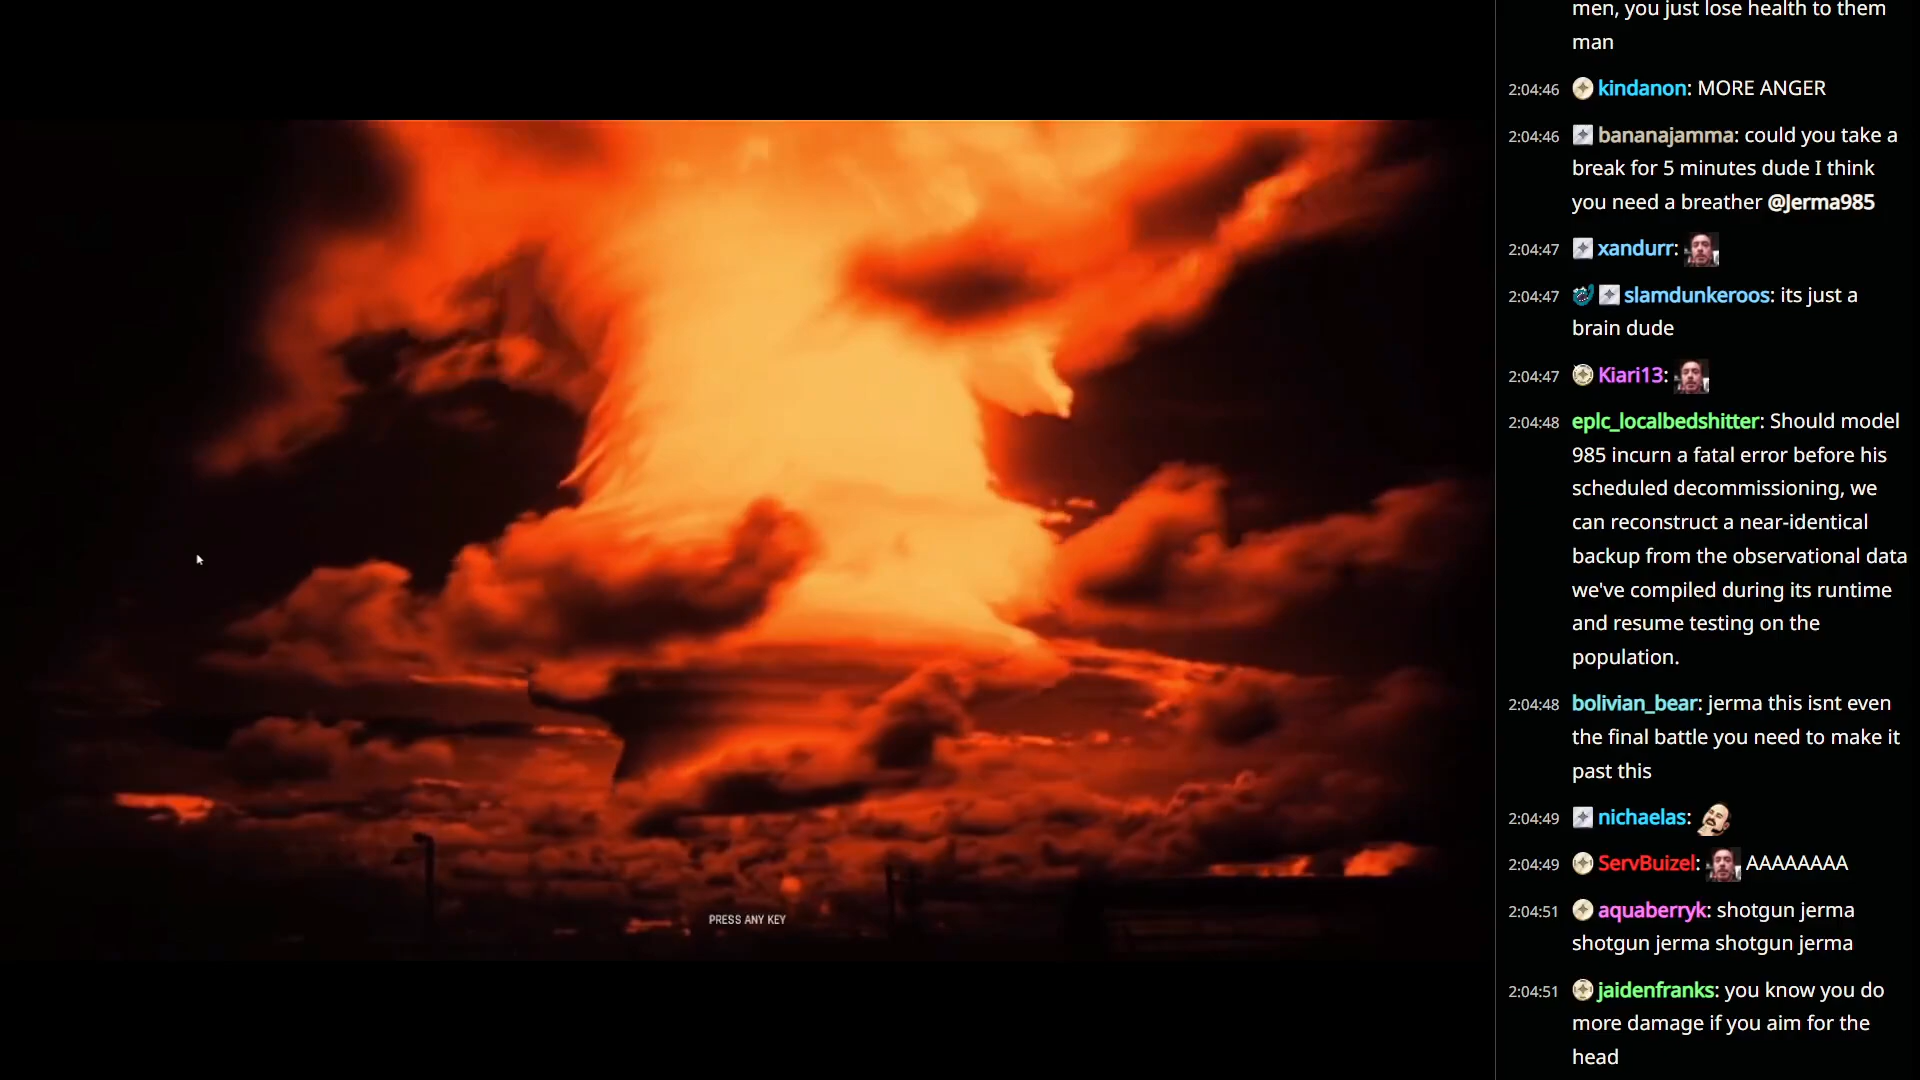 PRESS ANY KEY
men, you just lose health to them
man
2:04:46 kindanon: MORE ANGER
2:04:46 bananajamma: could you take a
break for 5 minutes dude I think
you need a breather @Jerma985
2:04:47 xandurr:
2:04:47 slamdunkeroos: its just a
brain dude
2:04:47 Kiari13:
2:04:48 eplc_localbedshitter: Should model
985 incurn a fatal error before his
scheduled decommissioning, we
can reconstruct a near-identical
backup from the observational data
we've compiled during its runtime
and resume testing on the
population.
2:04:48 bolivian_bear: jerma this isnt even
the final battle you need to make it
past this
2:04:49 nichaelas:
2:04:49 ServBuizel: AAAAAAAA
2:04:51 aquaberryk: shotgun jerma
shotgun jerma shotgun jerma
2:04:51 jaidenfranks: you know you do
more damage if you aim for the
head